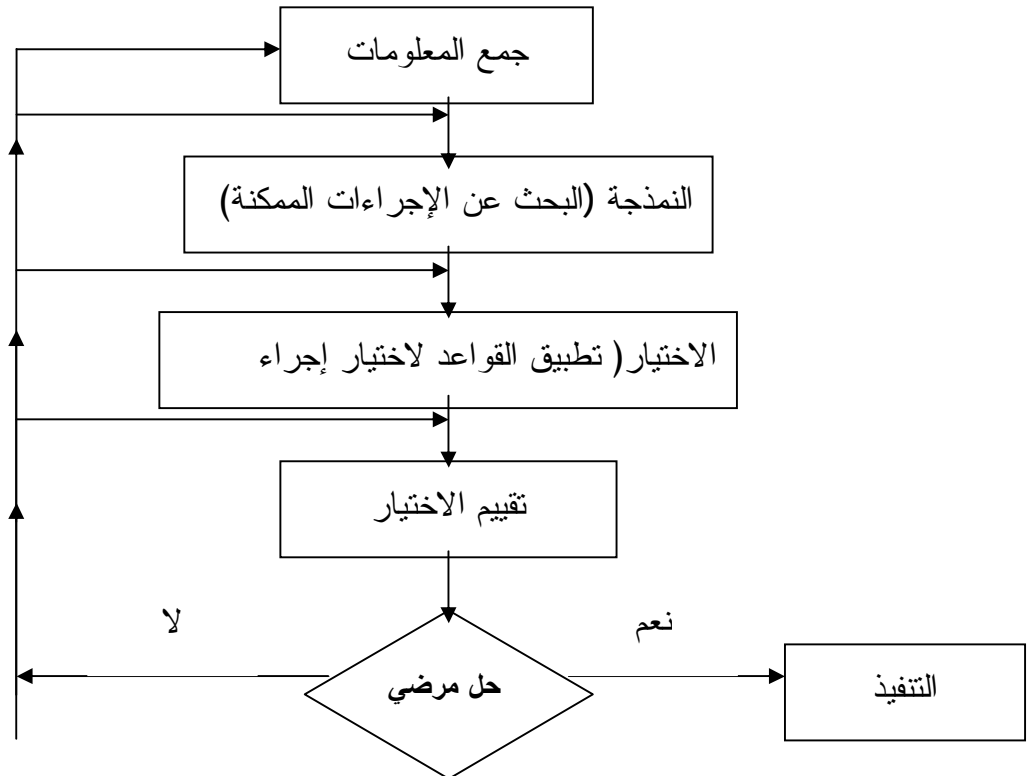 جمع المعلومات
النمذجة (البحث عن الإجراءات الممكنة)
الاختيار( تطبيق القواعد لاختيار إجراء
تقييم الاختيار
نعم
لا
حل مرضي
التنفيذ